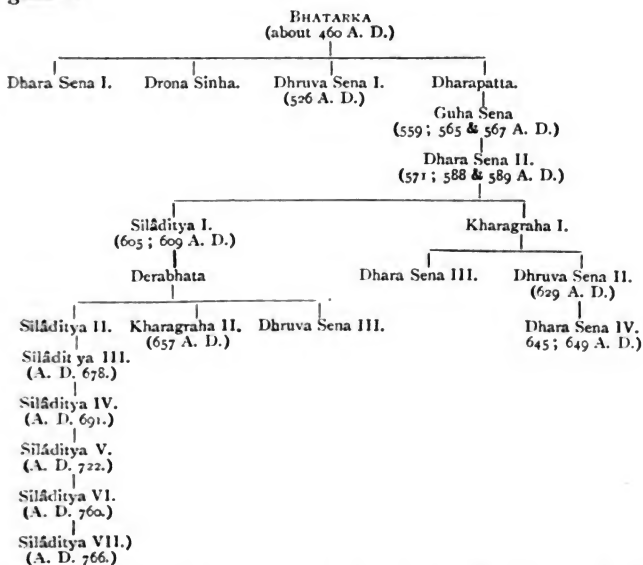 BHATARKA
(about 460 A. D.)
Dhara Sena I. Drona Sinha. Dhruva Sena I. Dharapatta.
(526 A. D.)
Guha Sena
(559; 565 & 567 A. D.)
Dhara Sena II.
(571; 588 & 589 A. D.)
Silâditya I. Kharagraha I.
(605; 609 A. D.)
Derabhata Dhara Sena III. Dhruva Sena II.
(629 A. D.)
Silâditya II. Kharagraha II. Dhruva Sena III. Dhara Sena IV.
(657 A. D.) 645; 649 A. D.)
Silâditya III.
(A. D. 678.)
Silâditya IV.
(A. D. 691.)
Silâditya V.
(A. D. 722.)
Silâditya VI.
(A. D. 760.)
Silâditya VII.)
(A. D. 766.)